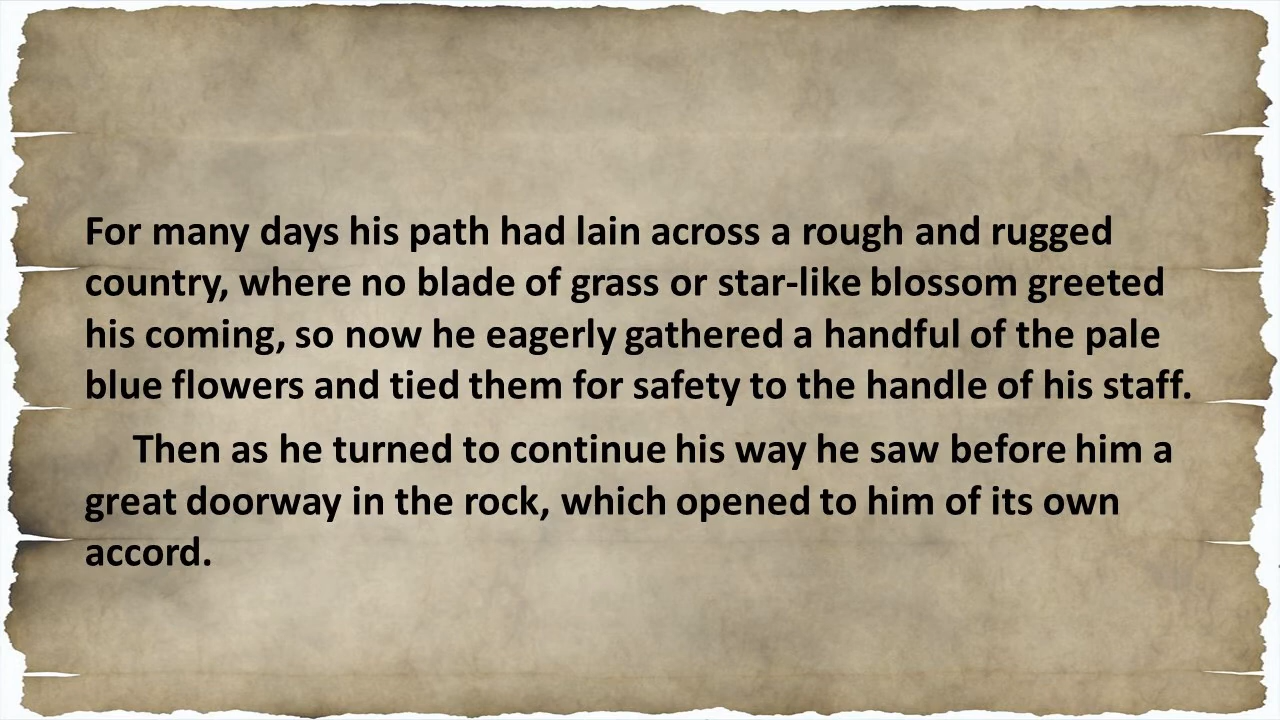 For many days his path had lain across a rough and rugged
country, where no blade of grass or star-like blossom greeted
his coming, so now he eagerly gathered a handful of the pale
blue flowers and tied them for safety to the handle of his staff.
Then as he turned to continue his way he saw before him a
great doorway in the rock, which opened to him of its own
accord.